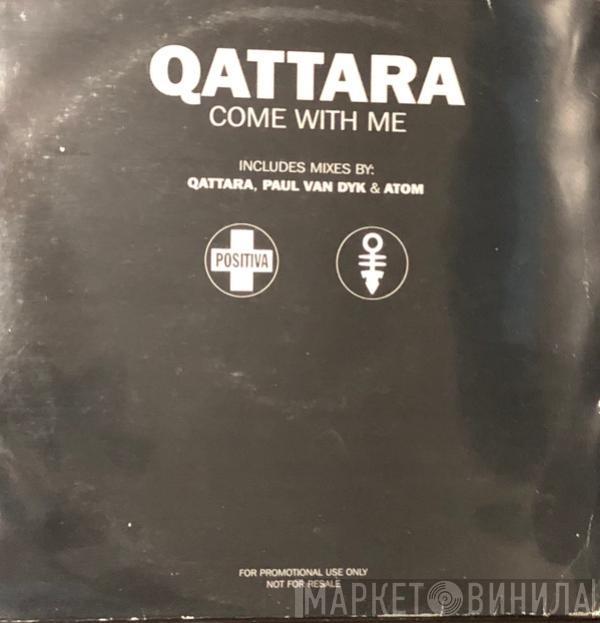 QATTARA
COME WITH ME
INCLUDES MIXES BY:
QATTARA, PAUL VAN DYK & ATOM
POSITIVA
FOR PROMOTIONAL USE ONLY
NOT FOR RESALE
МАРКЕТ ВИНИЛА